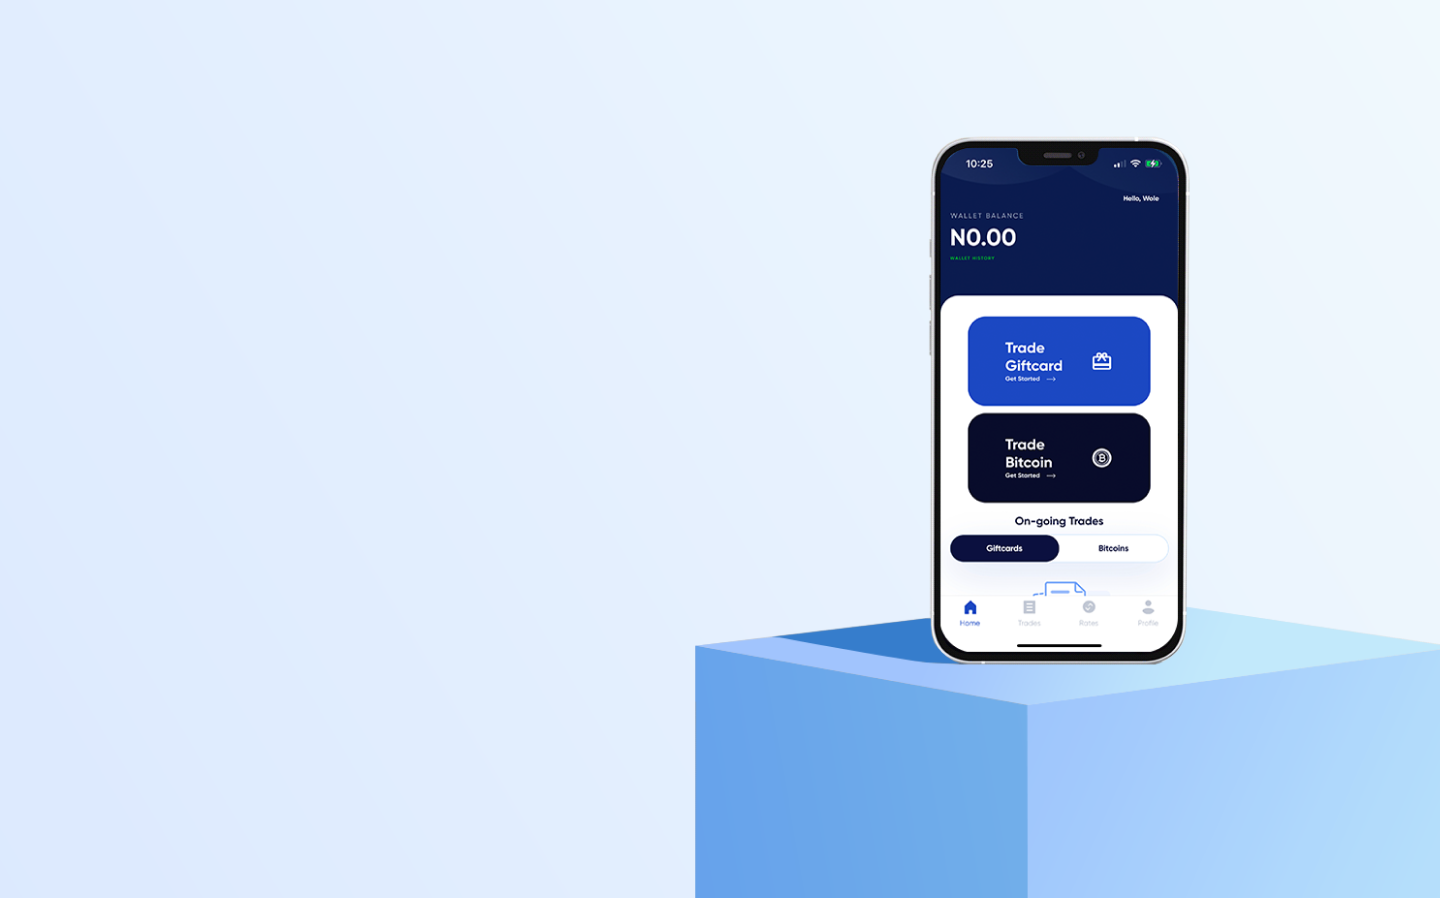 10:25
Hello, Wole
WALLET BALANCE
N0.00
WALLET HISTORY
Trade
Giftcard
Get Started
Trade
Bitcoin
Get Started
On-going Trades
Giftcards
Bitcoins
Home
Trades
Rates
Profile